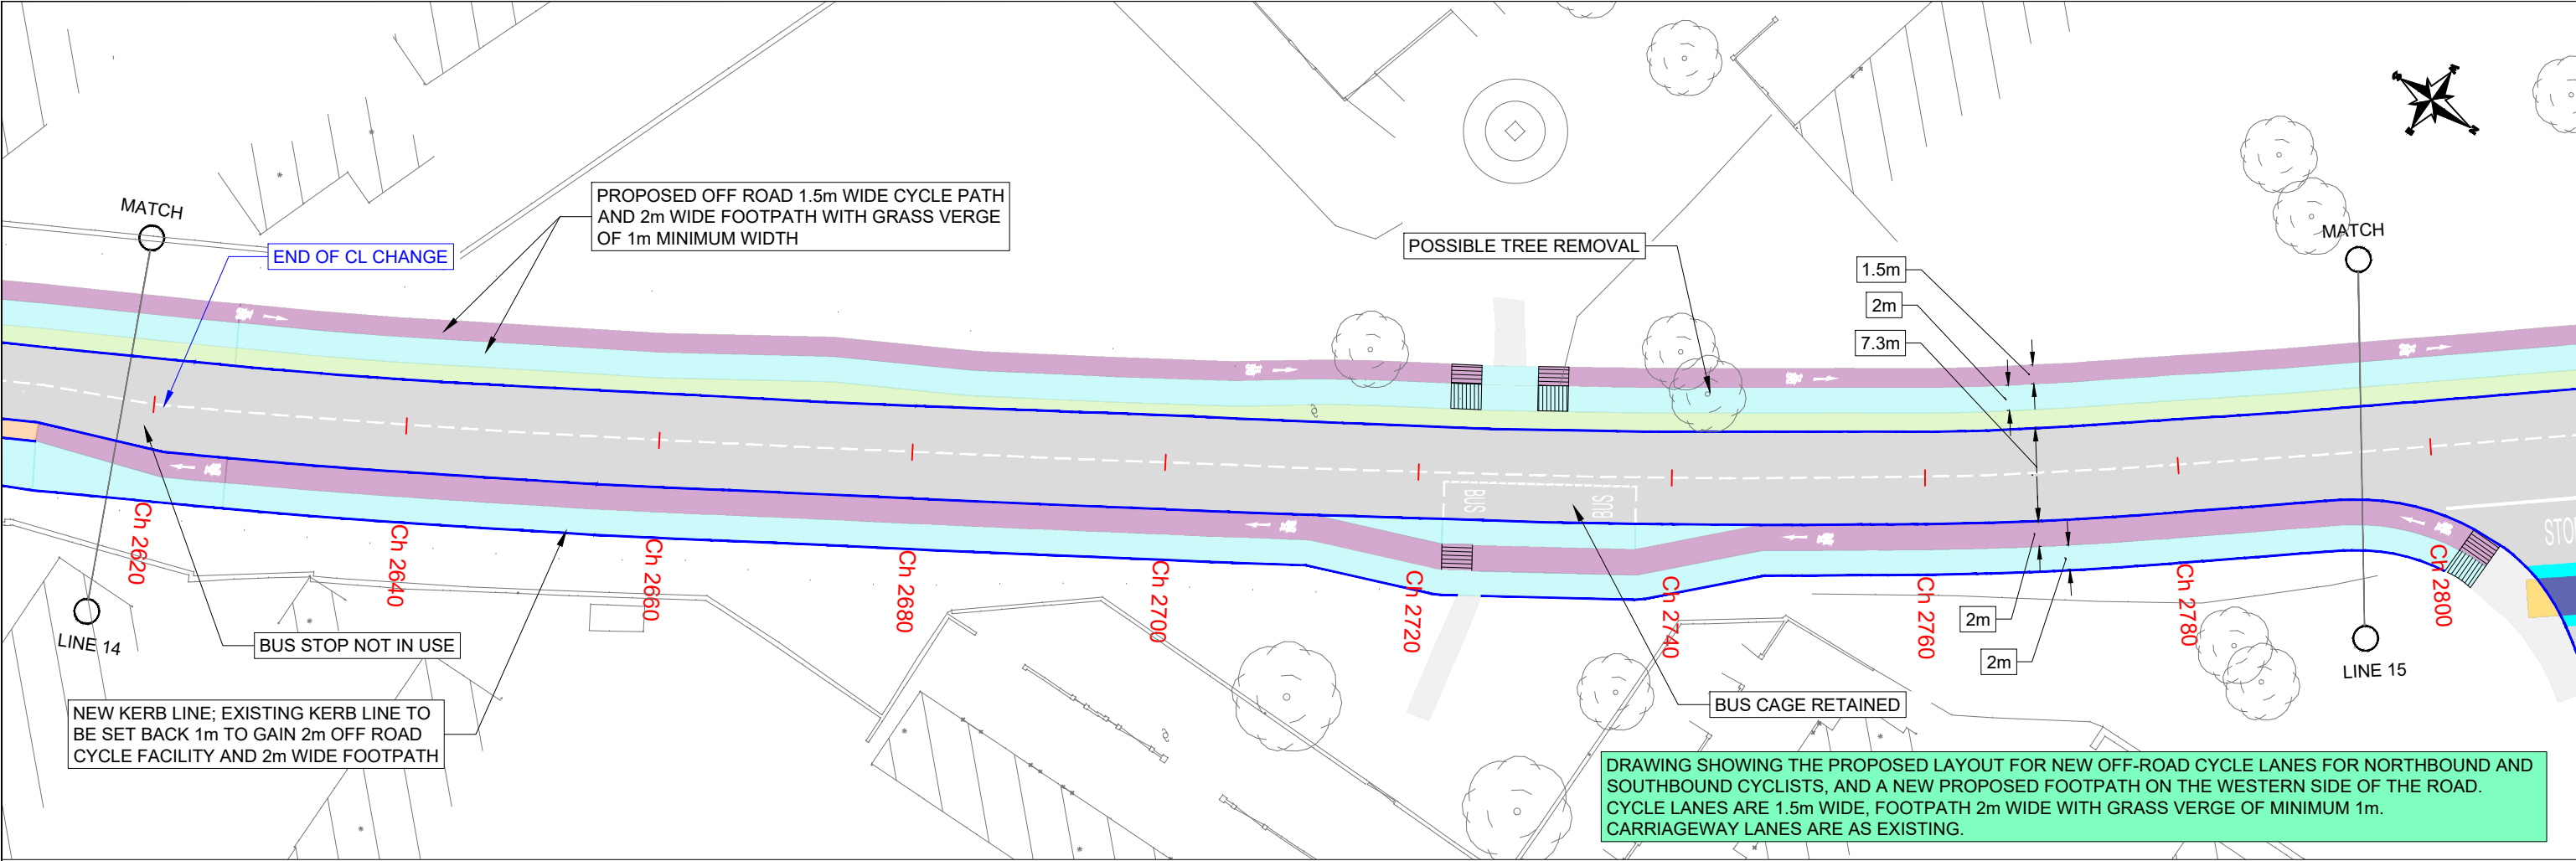 MATCH
END OF CL CHANGE
PROPOSED OFF ROAD 1.5m WIDE CYCLE PATH
AND 2m WIDE FOOTPATH WITH GRASS VERGE
OF 1m MINIMUM WIDTH
POSSIBLE TREE REMOVAL
1.5m
2m
7.3m
MATCH
BUS
BUS
STOP
Ch 2620
Ch 2640
Ch 2660
Ch 2680
Ch 2700
Ch 2720
Ch 2740
Ch 2760
Ch 2780
Ch 2800
2m
2m
LINE 14
LINE 15
BUS STOP NOT IN USE
BUS CAGE RETAINED
NEW KERB LINE; EXISTING KERB LINE TO
BE SET BACK 1m TO GAIN 2m OFF ROAD
CYCLE FACILITY AND 2m WIDE FOOTPATH
DRAWING SHOWING THE PROPOSED LAYOUT FOR NEW OFF-ROAD CYCLE LANES FOR NORTHBOUND AND
SOUTHBOUND CYCLISTS, AND A NEW PROPOSED FOOTPATH ON THE WESTERN SIDE OF THE ROAD.
CYCLE LANES ARE 1.5m WIDE, FOOTPATH 2m WIDE WITH GRASS VERGE OF MINIMUM 1m.
CARRIAGEWAY LANES ARE AS EXISTING.